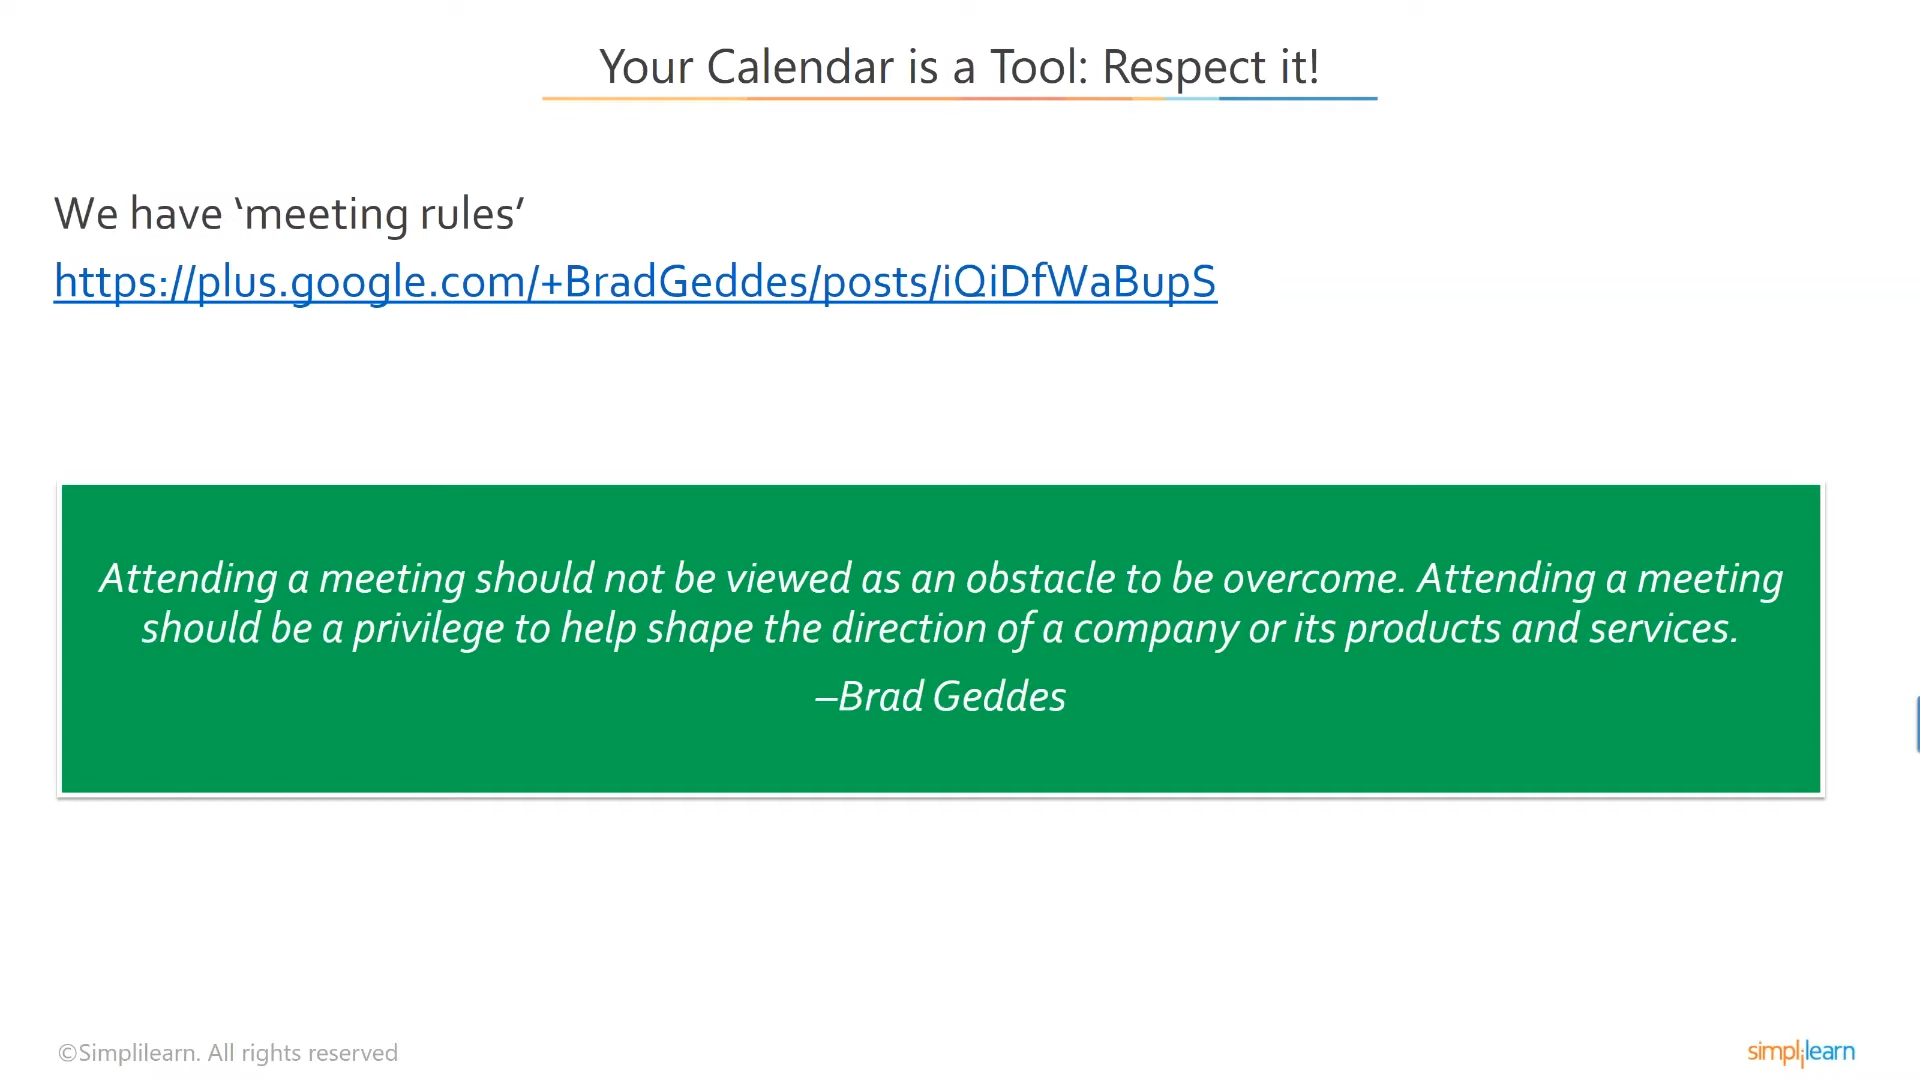 Your Calendar is a Tool: Respect it!
We have ‘meeting rules’
https://plus.google.com/+BradGeddes/posts/iQiDfWaBupS
Attending a meeting should not be viewed as an obstacle to be overcome. Attending a meeting
should be a privilege to help shape the direction of a company or its products and services.
–Brad Geddes
©Simplilearn. All rights reserved
simplilearn